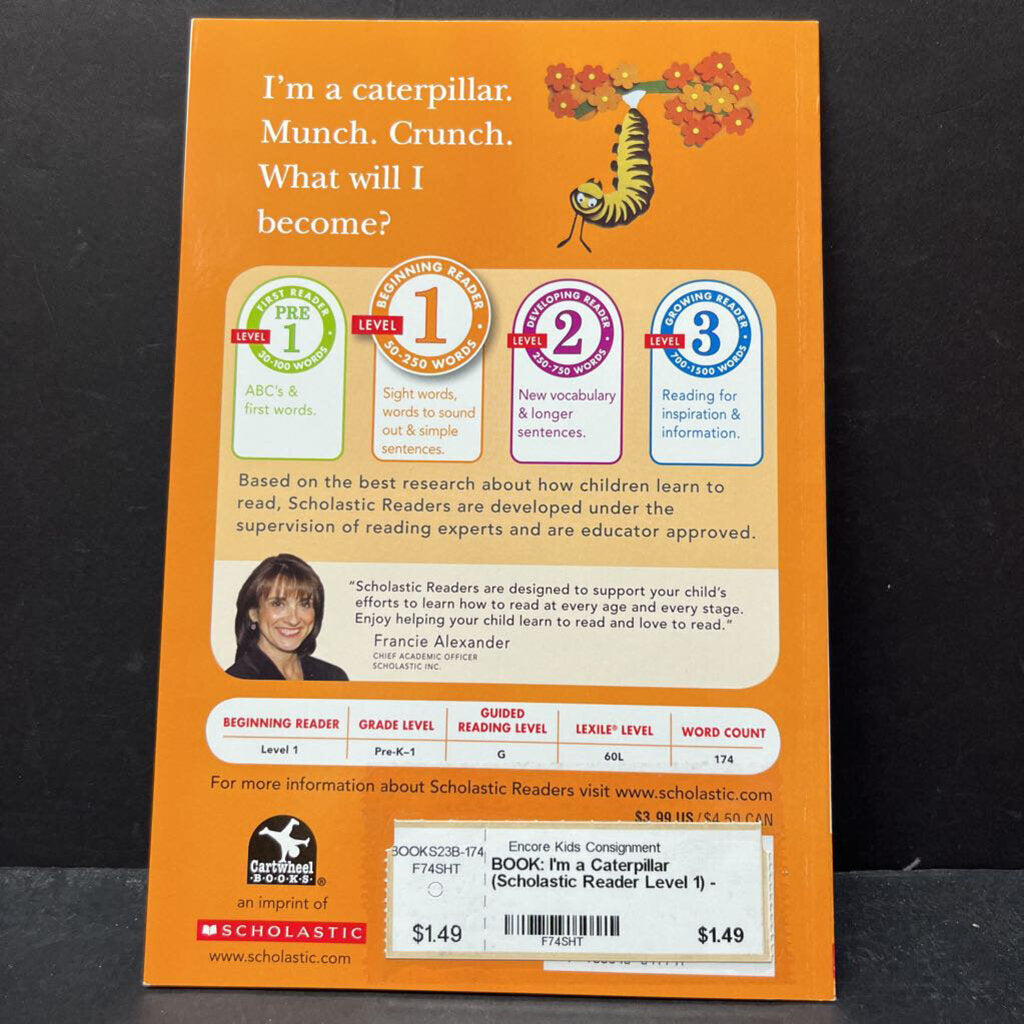 I'm a caterpillar.
Munch. Crunch.
What will I
become?
FIRST READER
PRE
LEVEL 1
30-100 WORDS
ABC's &
first words.
BEGINNING READER
LEVEL 1
50-250 WORDS
Sight words,
words to sound
out & simple
sentences.
DEVELOPING READER
LEVEL 2
250-750 WORDS
New vocabulary
& longer
sentences.
GROWING READER
LEVEL 3
700-1500 WORDS
Reading for
inspiration &
information.
Based on the best research about how children learn to
read, Scholastic Readers are developed under the
supervision of reading experts and are educator approved.
"Scholastic Readers are designed to support your child's
efforts to learn how to read at every age and every stage.
Enjoy helping your child learn to read and love to read."
Francie Alexander
CHIEF ACADEMIC OFFICER
SCHOLASTIC INC.
BEGINNING READER GRADE LEVEL GUIDED READING LEVEL LEXILE® LEVEL WORD COUNT
Level 1 Pre-K–1 G 60L 174
For more information about Scholastic Readers visit www.scholastic.com
$3.99 US / $4.50 CAN
Cartwheel
·B·O·O·K·S· ®
an imprint of
SCHOLASTIC
www.scholastic.com
BOOKS23B-174
F74SHT
$1.49
Encore Kids Consignment
BOOK: I'm a Caterpillar
(Scholastic Reader Level 1) -
F74SHT
$1.49